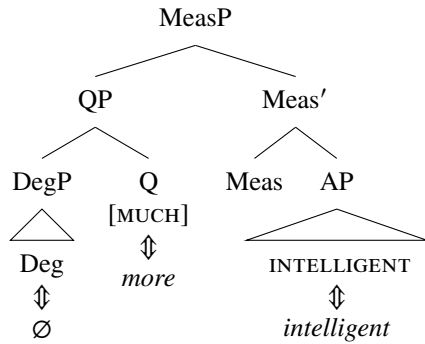 MeasP
QP Meas′
DegP Q Meas AP
[MUCH]
Deg ⇕ INTELLIGENT
⇕ more ⇕
∅ intelligent